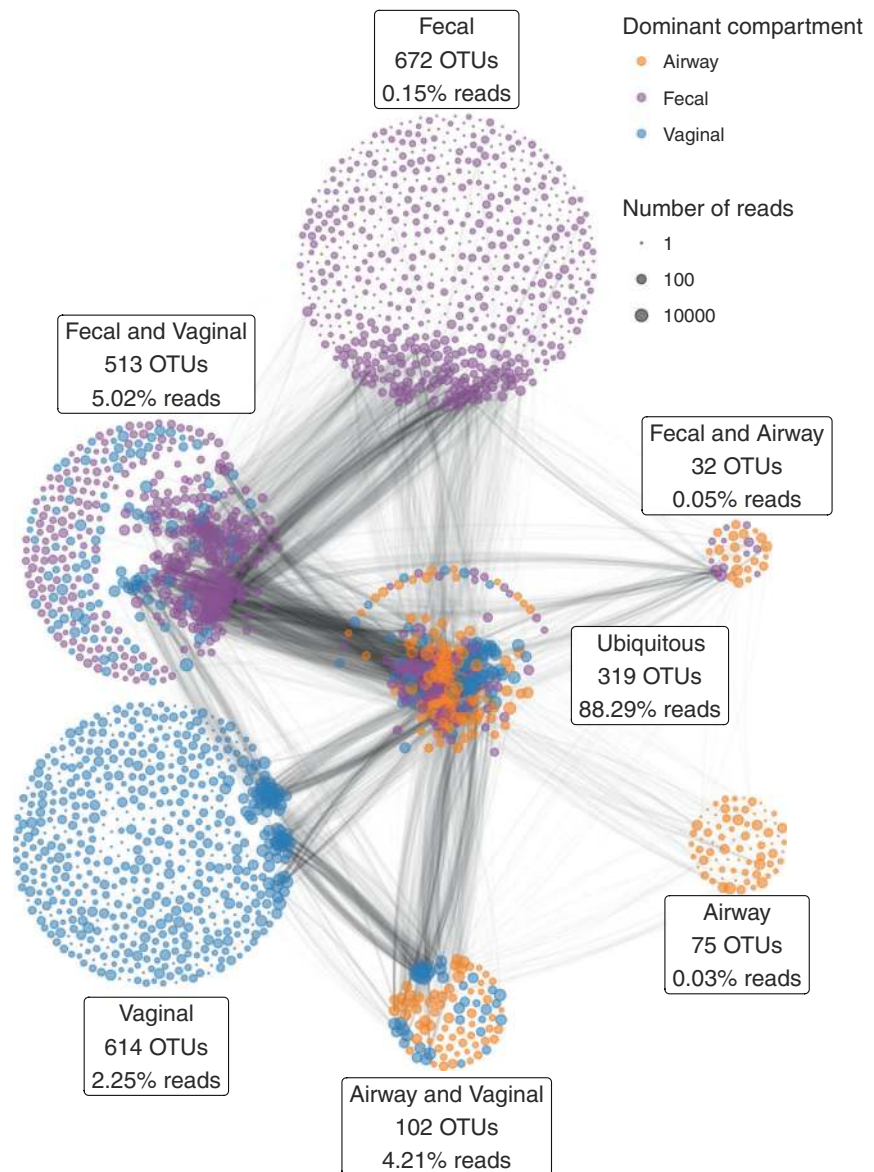 Fecal
672 OTUs
0.15% reads
Dominant compartment
Airway
Fecal
Vaginal
Number of reads
1
100
10000
Fecal and Vaginal
513 OTUs
5.02% reads
Fecal and Airway
32 OTUs
0.05% reads
Ubiquitous
319 OTUs
88.29% reads
Airway
75 OTUs
0.03% reads
Vaginal
614 OTUs
2.25% reads
Airway and Vaginal
102 OTUs
4.21% reads